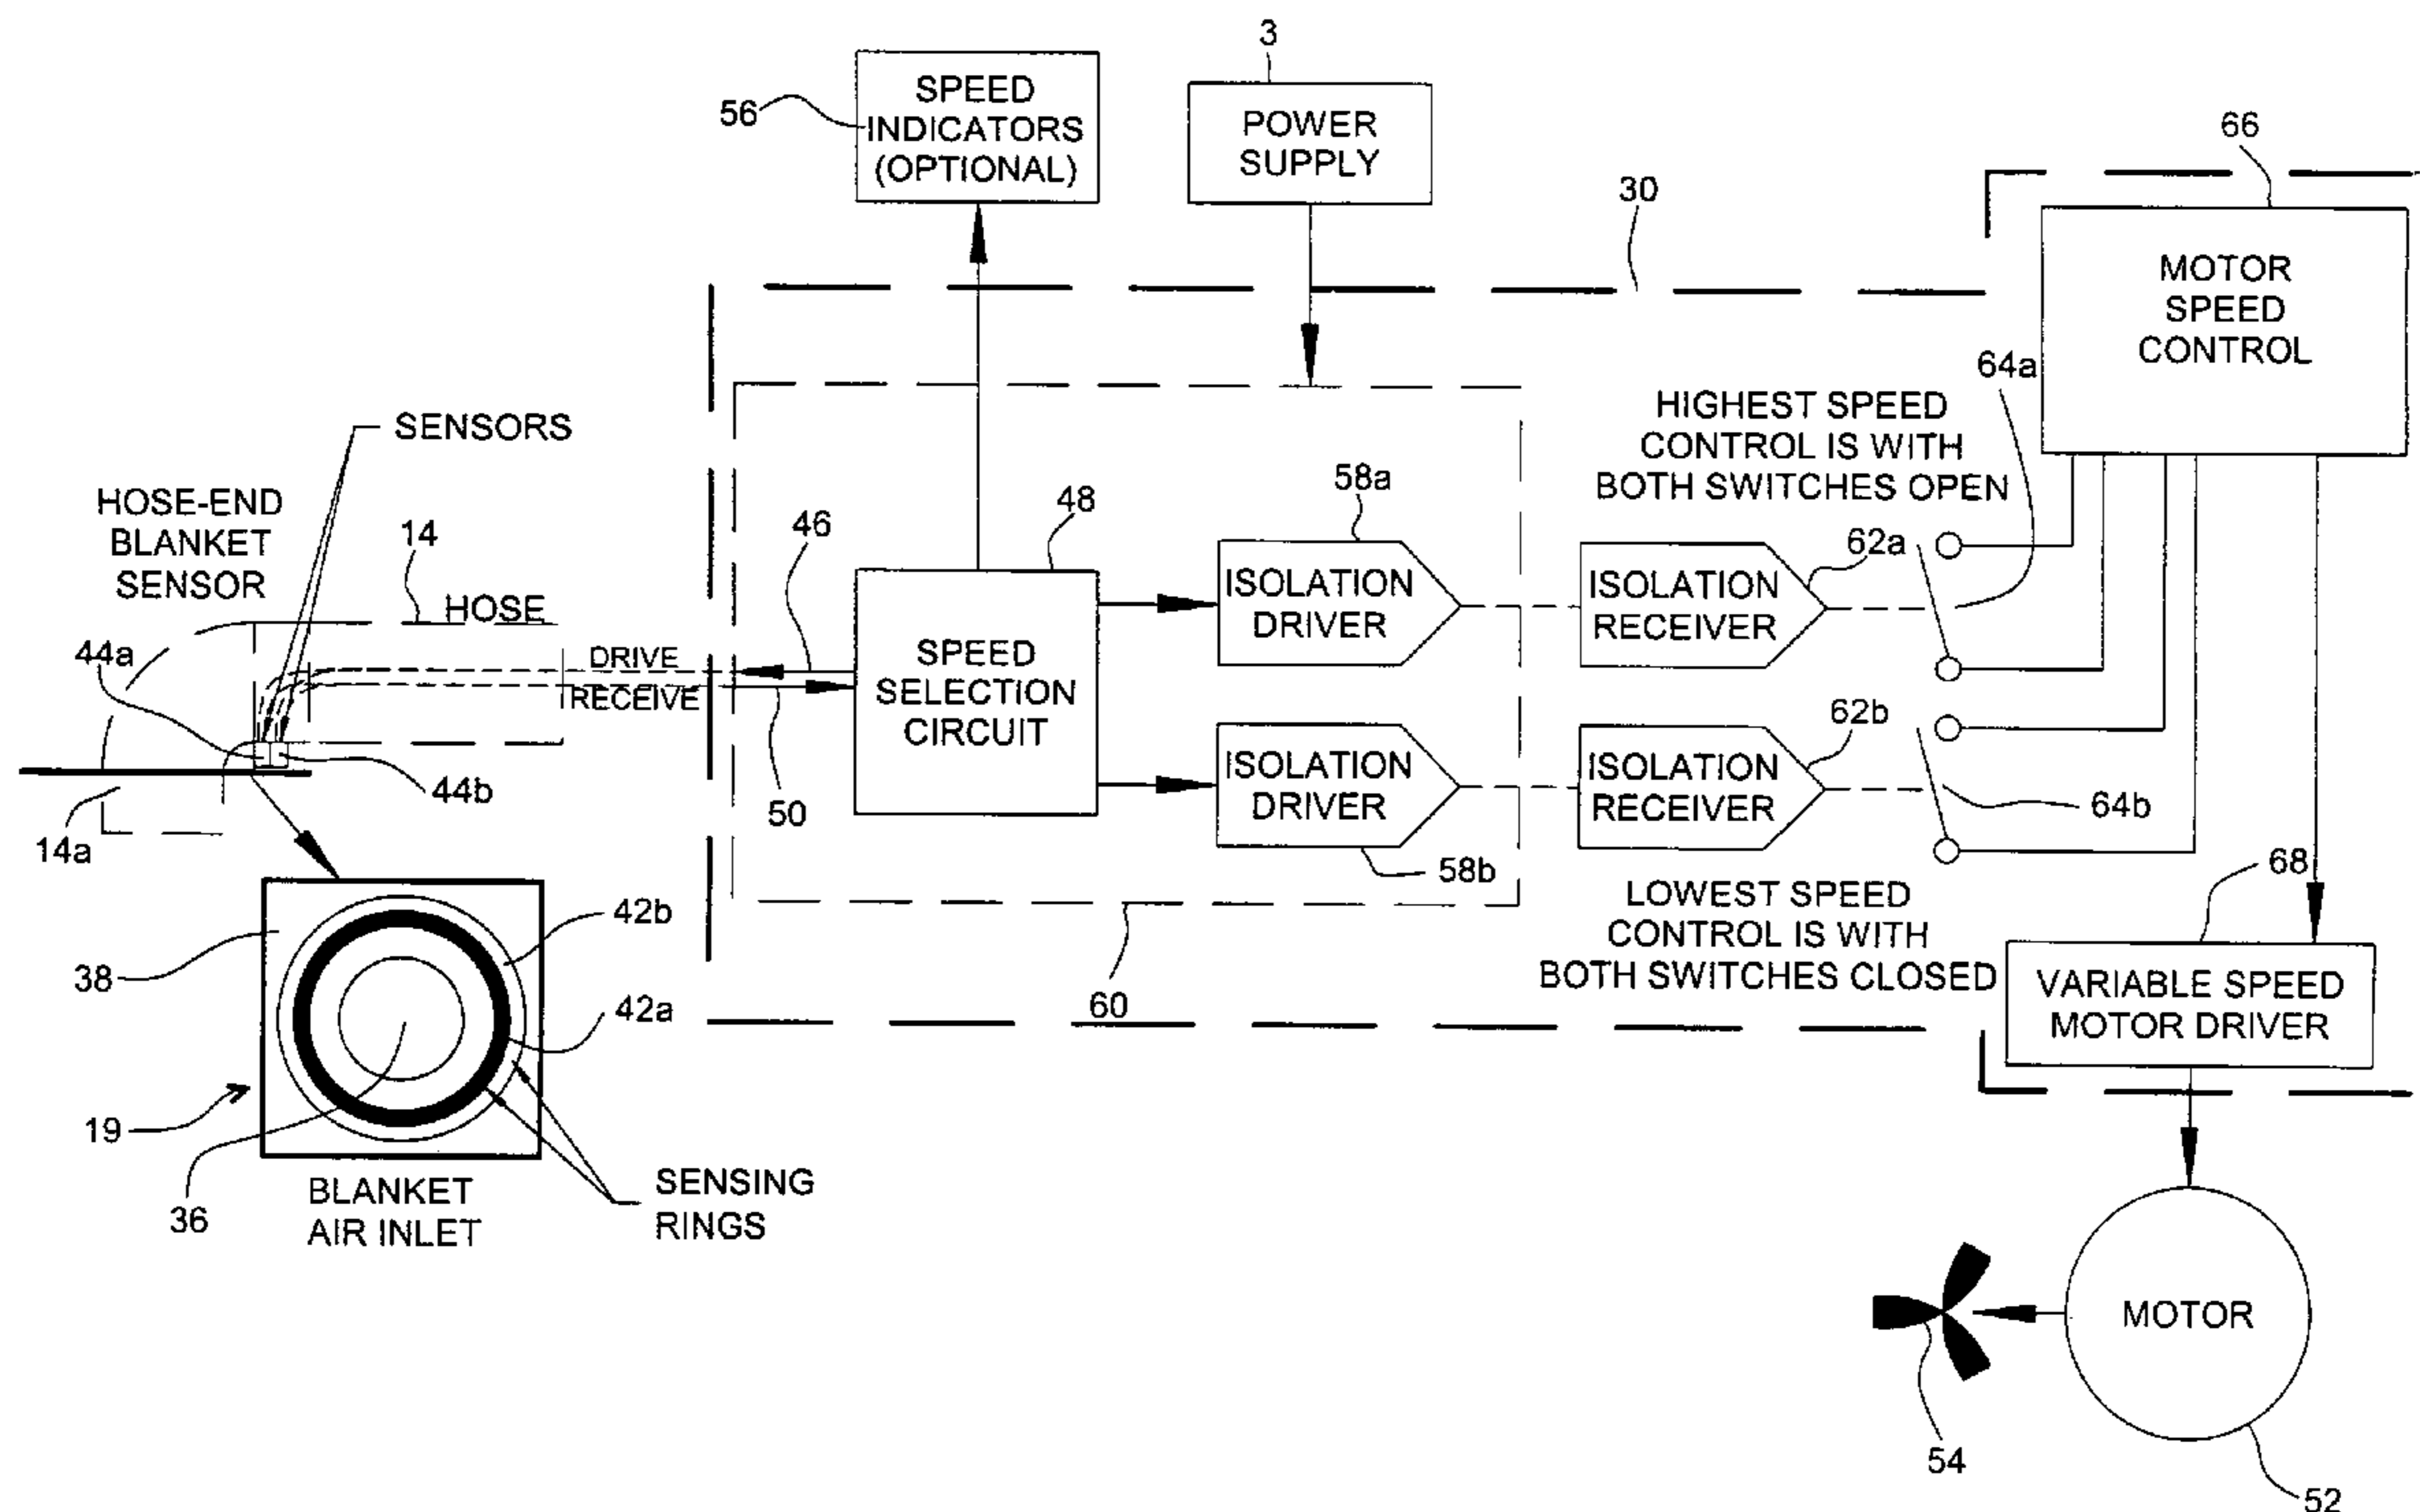 3
SPEED
INDICATORS
(OPTIONAL)
56
POWER
SUPPLY
66
30
MOTOR
SPEED
CONTROL
64a
HIGHEST SPEED
CONTROL IS WITH
BOTH SWITCHES OPEN
SENSORS
HOSE-END
BLANKET
SENSOR
14
HOSE
46
48
58a
62a
ISOLATION
DRIVER
ISOLATION
RECEIVER
44a
DRIVE
RECEIVE
SPEED
SELECTION
CIRCUIT
62b
ISOLATION
DRIVER
ISOLATION
RECEIVER
44b
50
64b
14a
58b
68
LOWEST SPEED
CONTROL IS WITH
BOTH SWITCHES CLOSED
42b
38
42a
60
VARIABLE SPEED
MOTOR DRIVER
19
36
BLANKET
AIR INLET
SENSING
RINGS
MOTOR
54
52